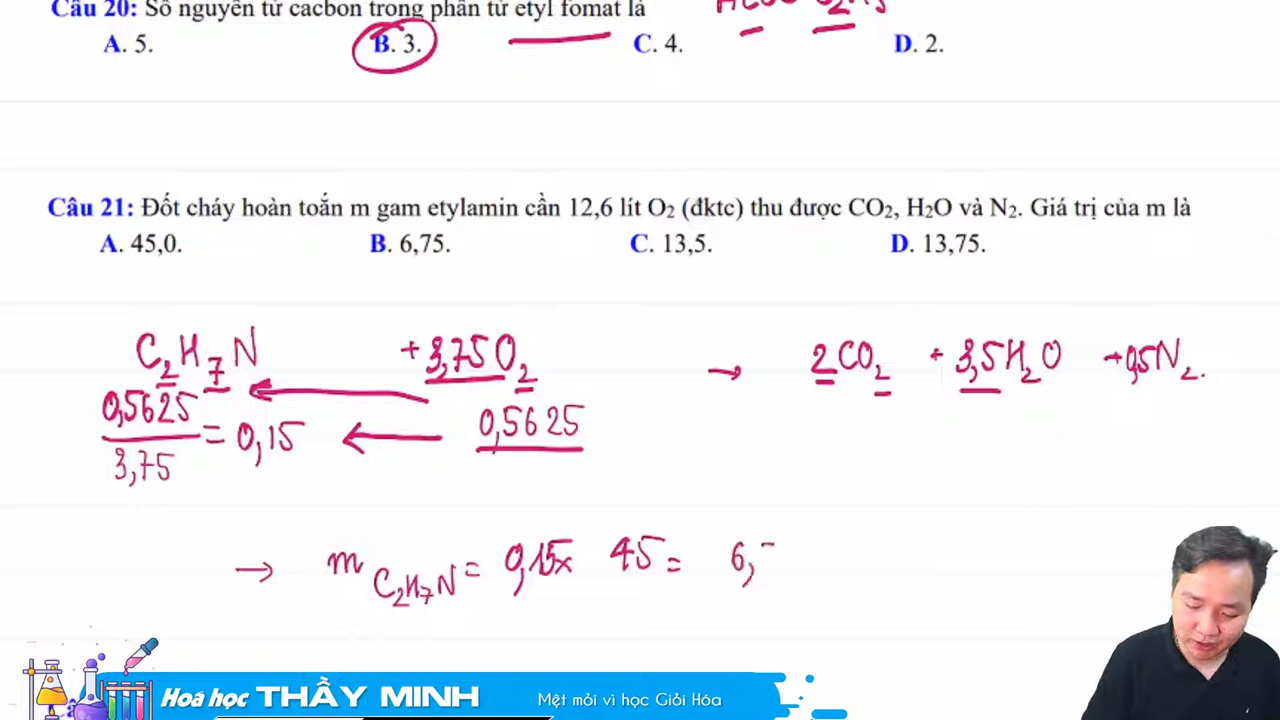 Câu 20: Số nguyên tử cacbon trong phân tử etyl fomat là
A. 5. B. 3. C. 4. D. 2.
Câu 21: Đốt cháy hoàn toắn m gam etylamin cần 12,6 lít O₂ (đktc) thu được CO₂, H₂O và N₂. Giá trị của m là
A. 45,0. B. 6,75. C. 13,5. D. 13,75.
C₂H₇N + 3,75O₂ → 2CO₂ + 3,5H₂O + 0,5N₂.
0,5625/3,75 = 0,15 ← 0,5625
→ m C₂H₇N = 0,15x 45 = 6,
Hoá học THẦY MINH Mệt mỏi vì học Giỏi Hóa